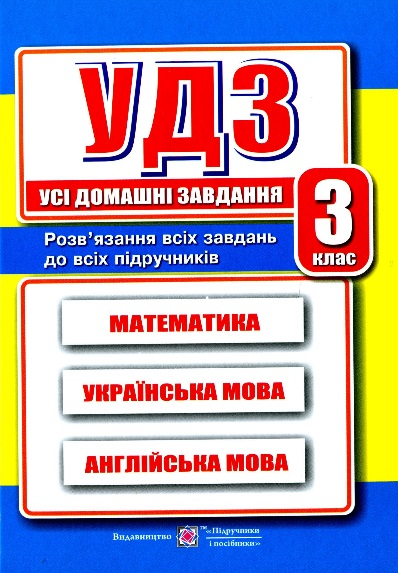 УДЗ
УСІ ДОМАШНІ ЗАВДАННЯ
3
клас
Розв'язання всіх завдань
до всіх підручників
МАТЕМАТИКА
УКРАЇНСЬКА МОВА
АНГЛІЙСЬКА МОВА
Видавництво ™ «Підручники
і посібники»